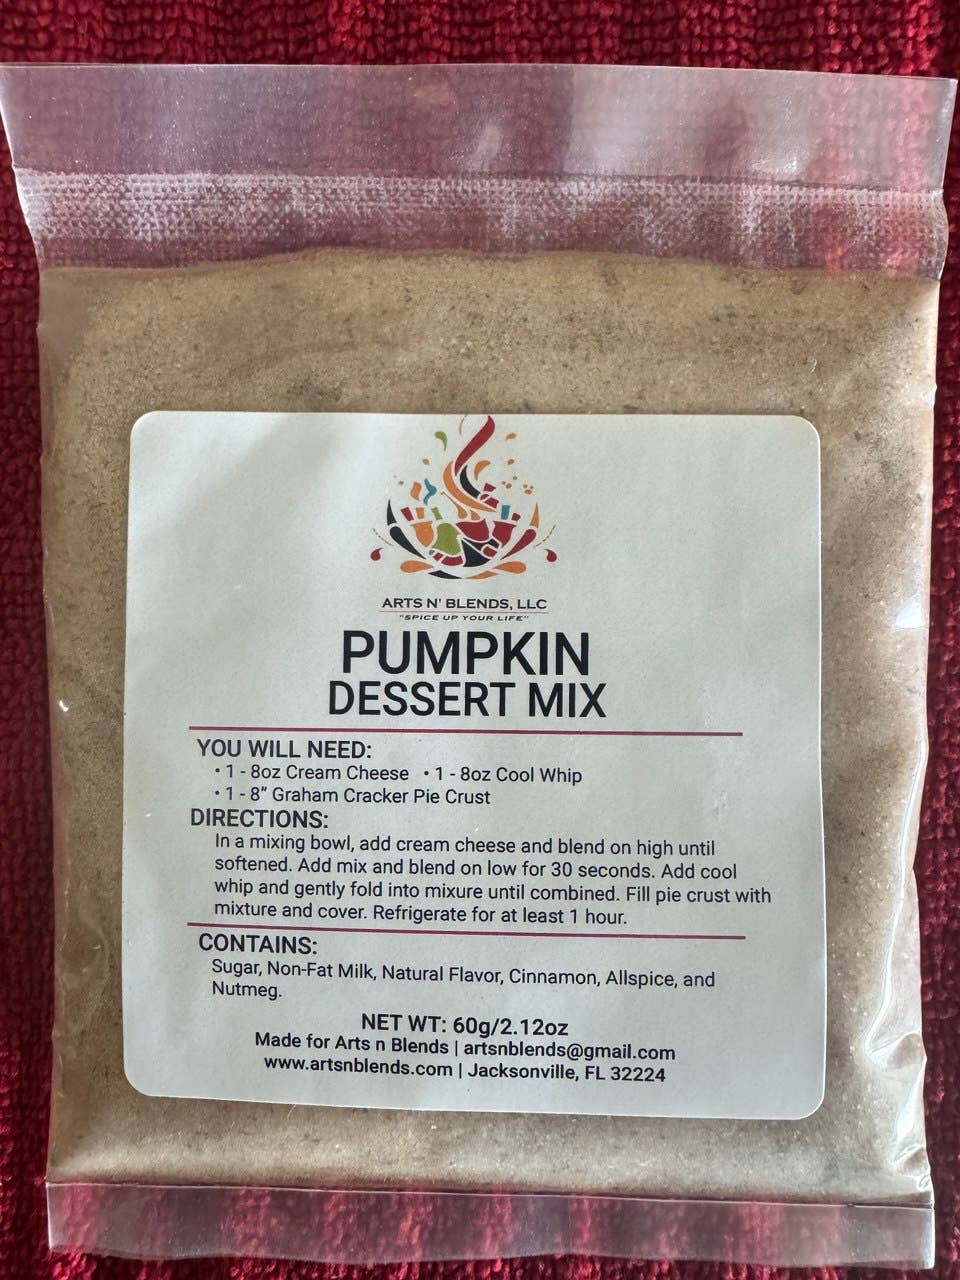 ARTS N' BLENDS, LLC
"SPICE UP YOUR LIFE"
PUMPKIN
DESSERT MIX
YOU WILL NEED:
• 1 - 8oz Cream Cheese • 1 - 8oz Cool Whip
• 1 - 8” Graham Cracker Pie Crust
DIRECTIONS:
In a mixing bowl, add cream cheese and blend on high until
softened. Add mix and blend on low for 30 seconds. Add cool
whip and gently fold into mixure until combined. Fill pie crust with
mixture and cover. Refrigerate for at least 1 hour.
CONTAINS:
Sugar, Non-Fat Milk, Natural Flavor, Cinnamon, Allspice, and
Nutmeg.
NET WT: 60g/2.12oz
Made for Arts n Blends | artsnblends@gmail.com
www.artsnblends.com | Jacksonville, FL 32224